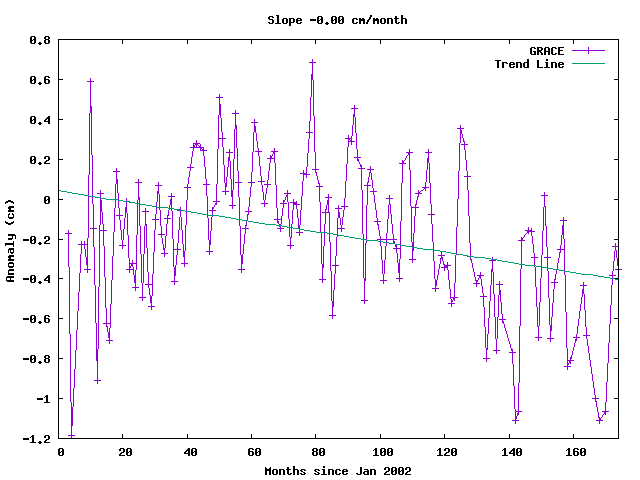 Slope -0.00 cm/month
0.8
0.6
0.4
0.2
0
-0.2
-0.4
-0.6
-0.8
-1
-1.2
Anomaly (cm)
GRACE
Trend Line
0 20 40 60 80 100 120 140 160
Months since Jan 2002